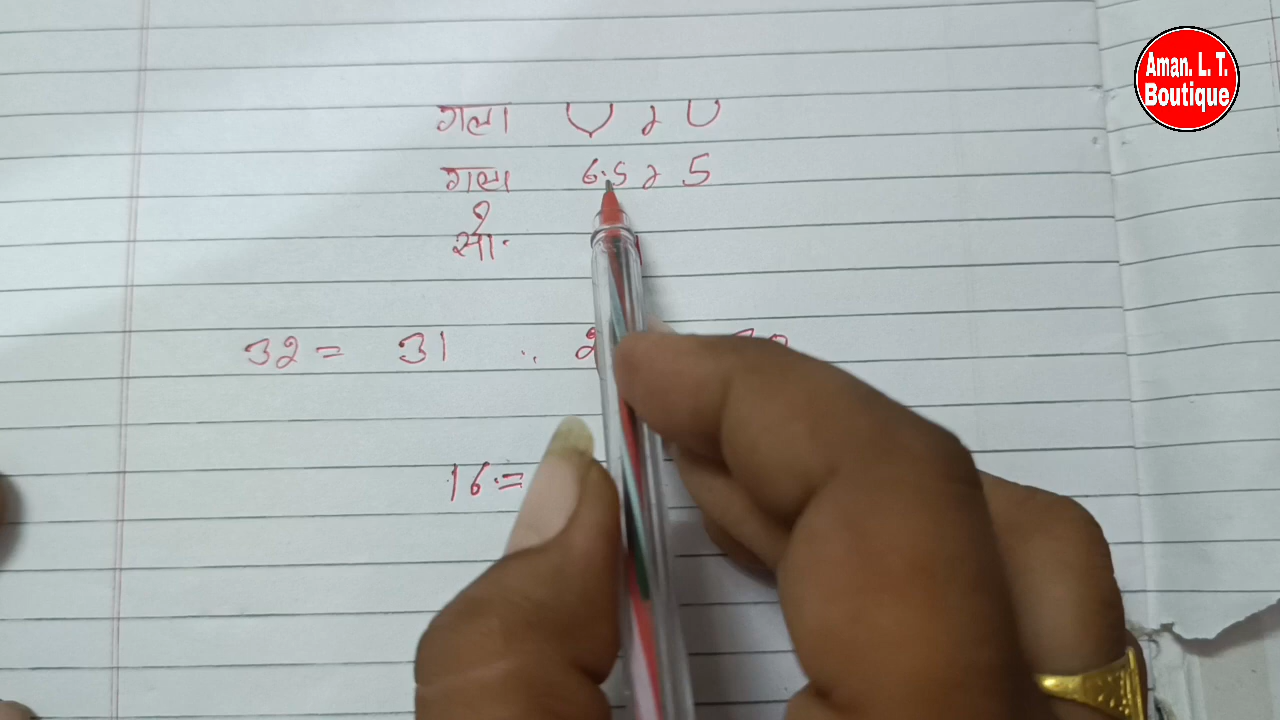 Aman. L. T.
Boutique
गला
गला 6.5 2 5
सी.
32 = 31
16 =